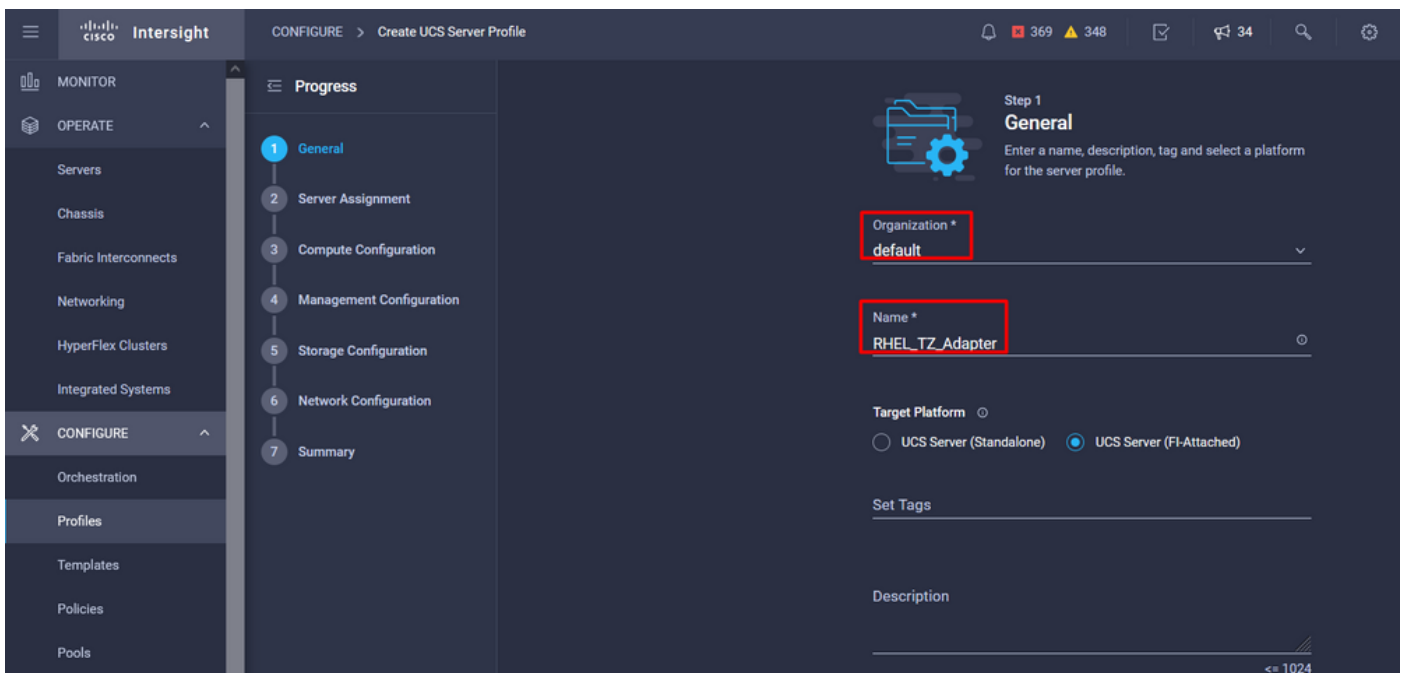 cisco Intersight
CONFIGURE > Create UCS Server Profile
369 348
34
MONITOR
OPERATE
Servers
Chassis
Fabric Interconnects
Networking
HyperFlex Clusters
Integrated Systems
CONFIGURE
Orchestration
Profiles
Templates
Policies
Pools
Progress
1 General
2 Server Assignment
3 Compute Configuration
4 Management Configuration
5 Storage Configuration
6 Network Configuration
7 Summary
Step 1
General
Enter a name, description, tag and select a platform
for the server profile.
Organization *
default
Name *
RHEL_TZ_Adapter
Target Platform
UCS Server (Standalone) UCS Server (FI-Attached)
Set Tags
Description
<= 1024